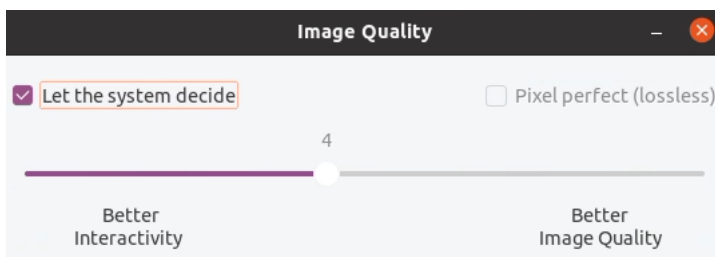 Image Quality
Let the system decide
Pixel perfect (lossless)
4
Better
Interactivity
Better
Image Quality